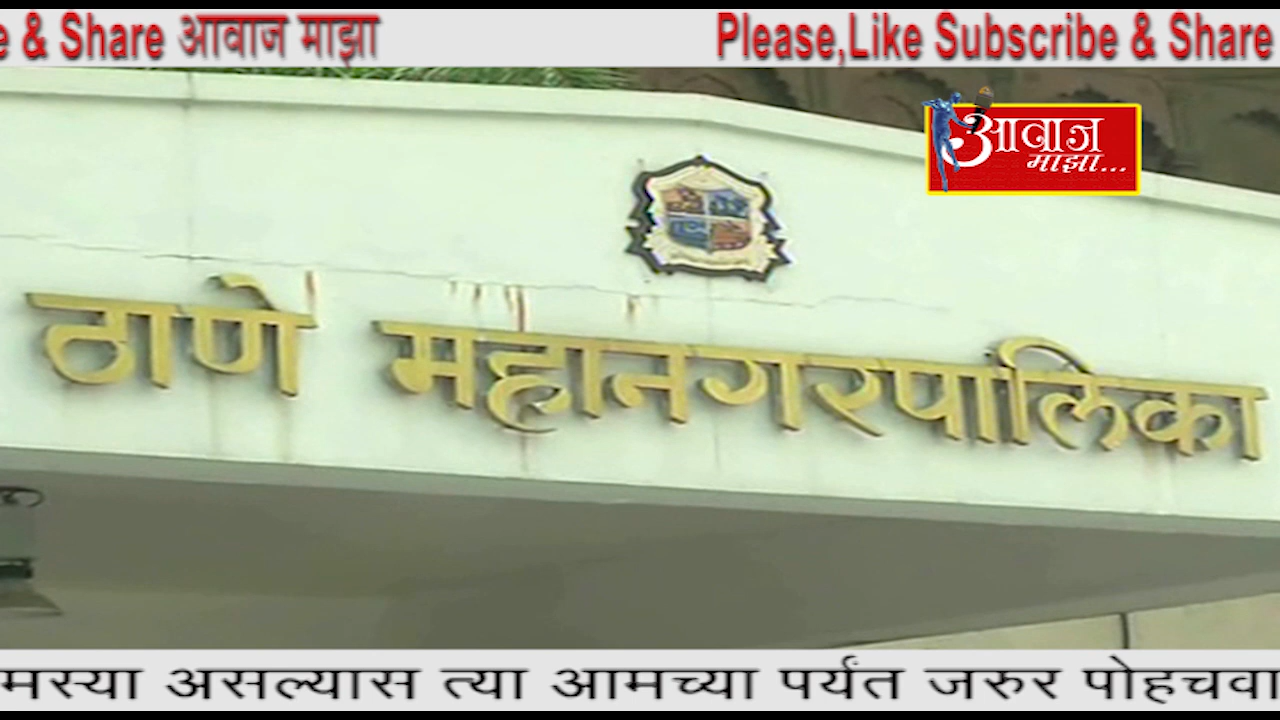 & Share आवाज माझा
Please,Like Subscribe & Share
आवाज
माझा...
ठाणे महानगरपालिका
मस्या असल्यास त्या आमच्या पर्यंत जरुर पोहचवा